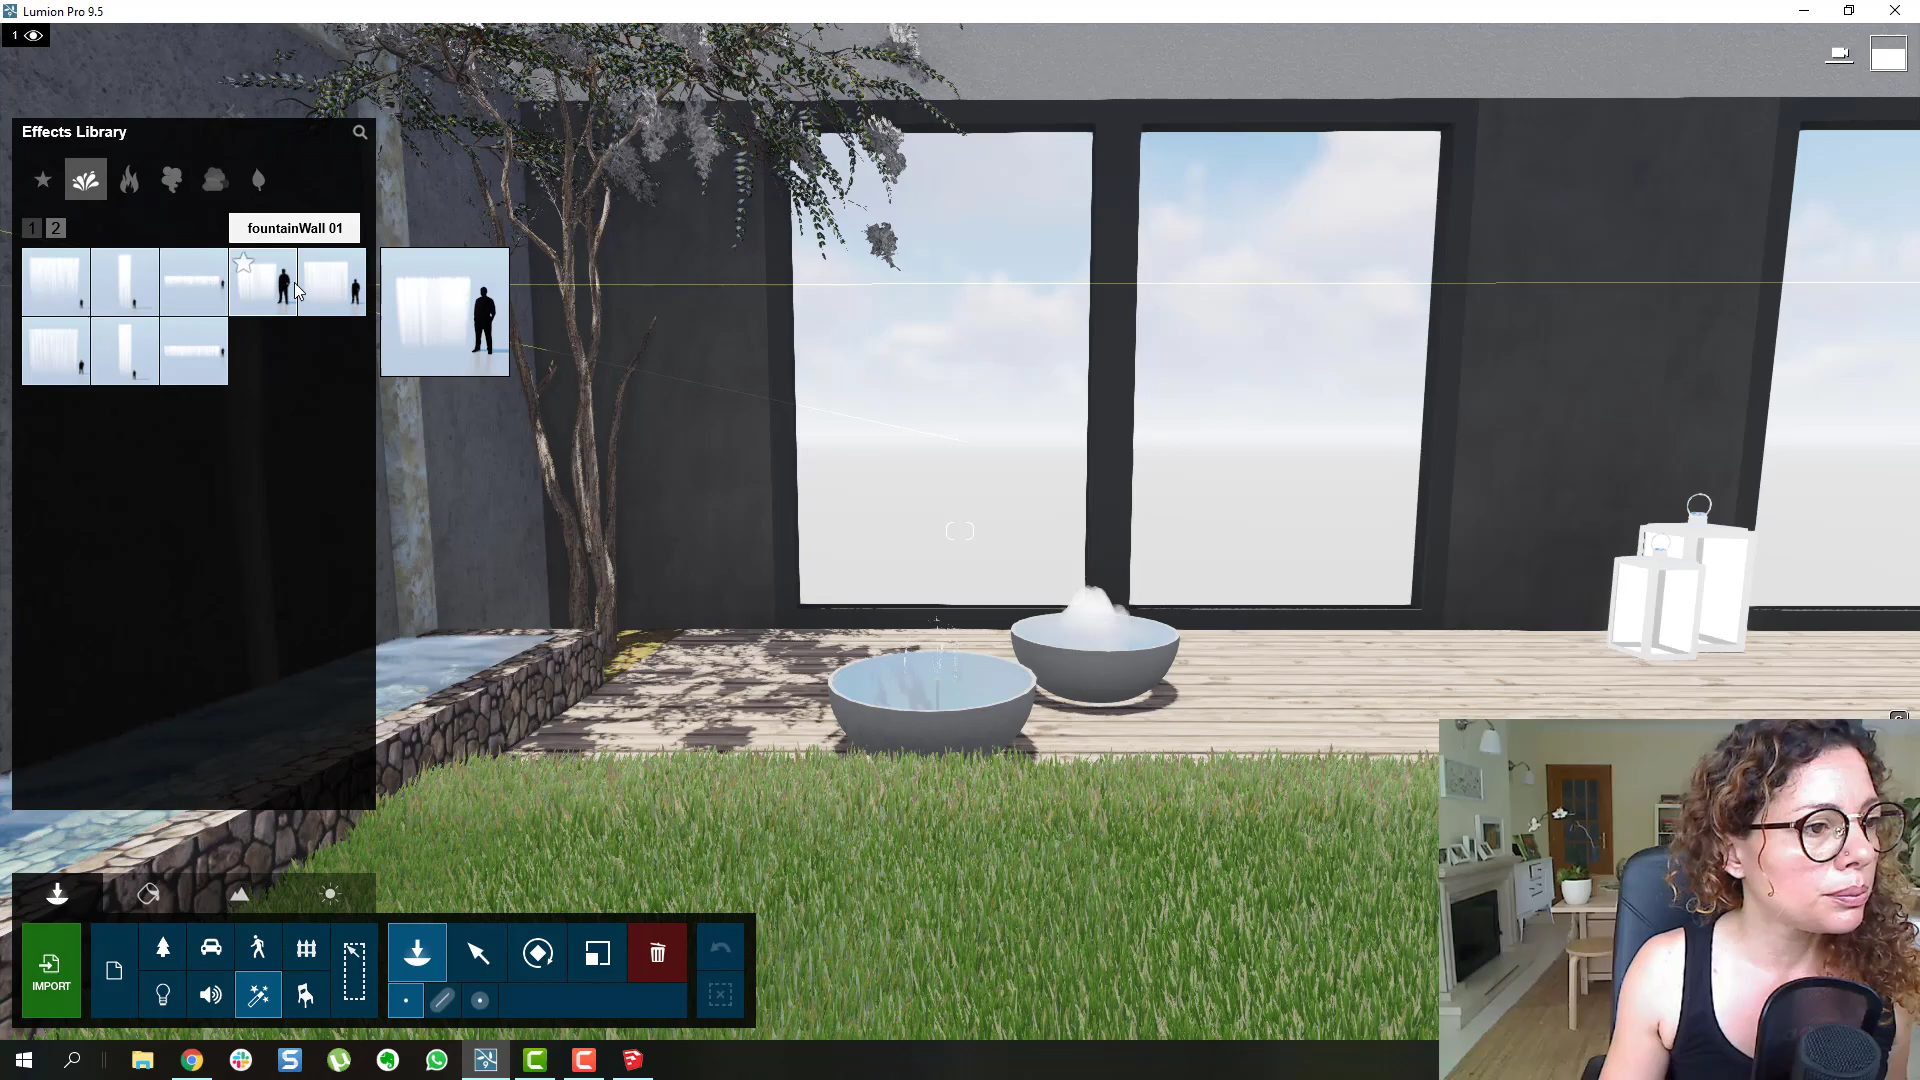 Lumion Pro 9.5
1
Effects Library
1 2
fountainWall 01
IMPORT